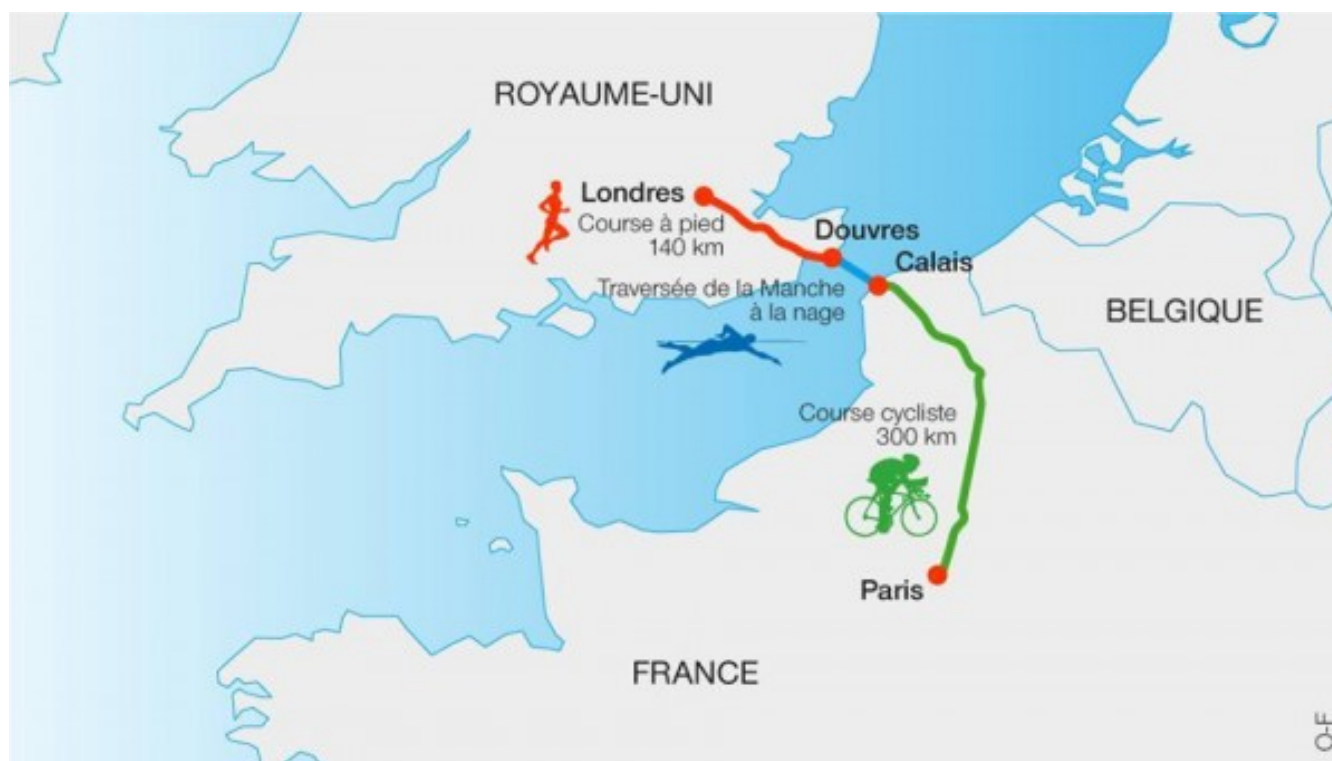 ROYAUME-UNI
Londres
Course à pied
140 km
Douvres
Calais
Traversée de la Manche
à la nage
BELGIQUE
Course cycliste
300 km
Paris
FRANCE
O-F